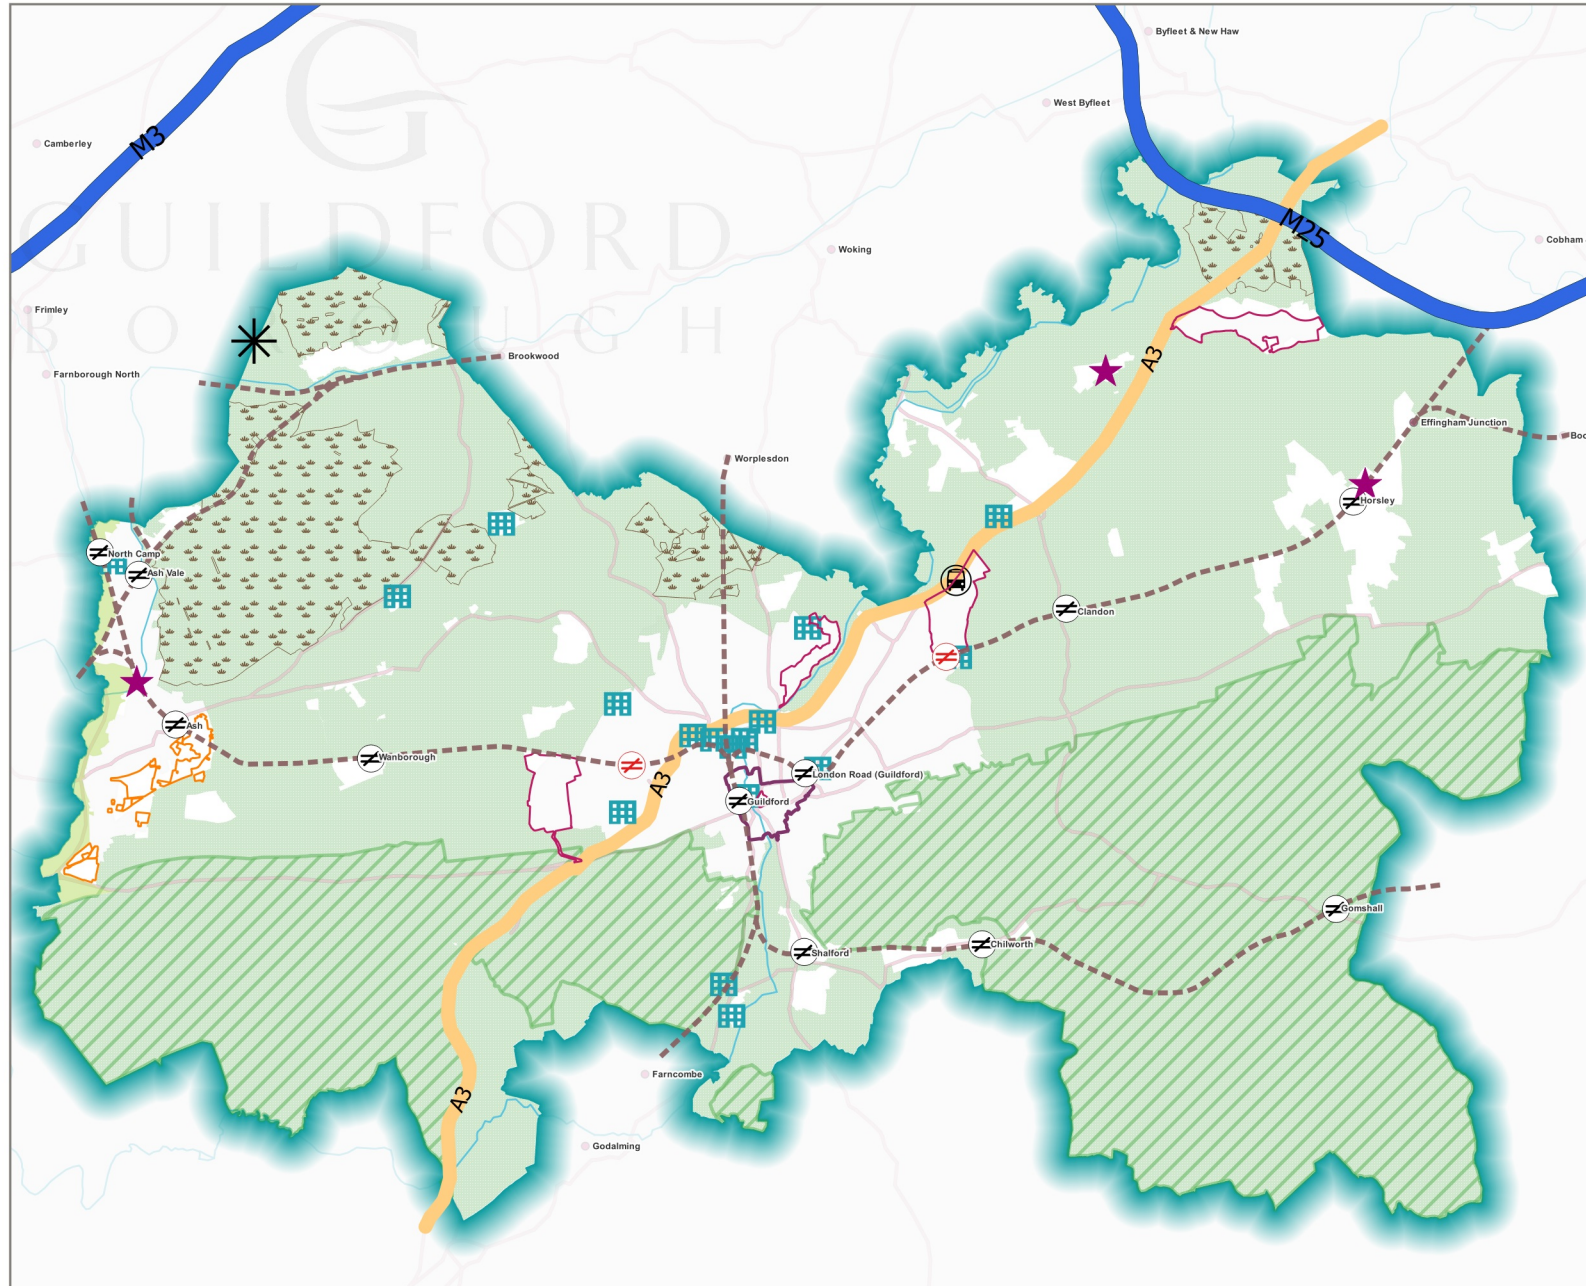 Byfleet & New Haw
West Byfleet
M3
Camberley
G
GUILDFORD
BOROUGH
M25
Cobham
Woking
Frimley
Brookwood
A3
Farnborough North
Effingham Junction
Boo
Worplesdon
Horsley
North Camp
Ash Vale
Clandon
Ash
Wanborough
A3
London Road (Guildford)
Guildford
Gomshall
Shalford
Chilworth
Farncombe
A3
Godalming